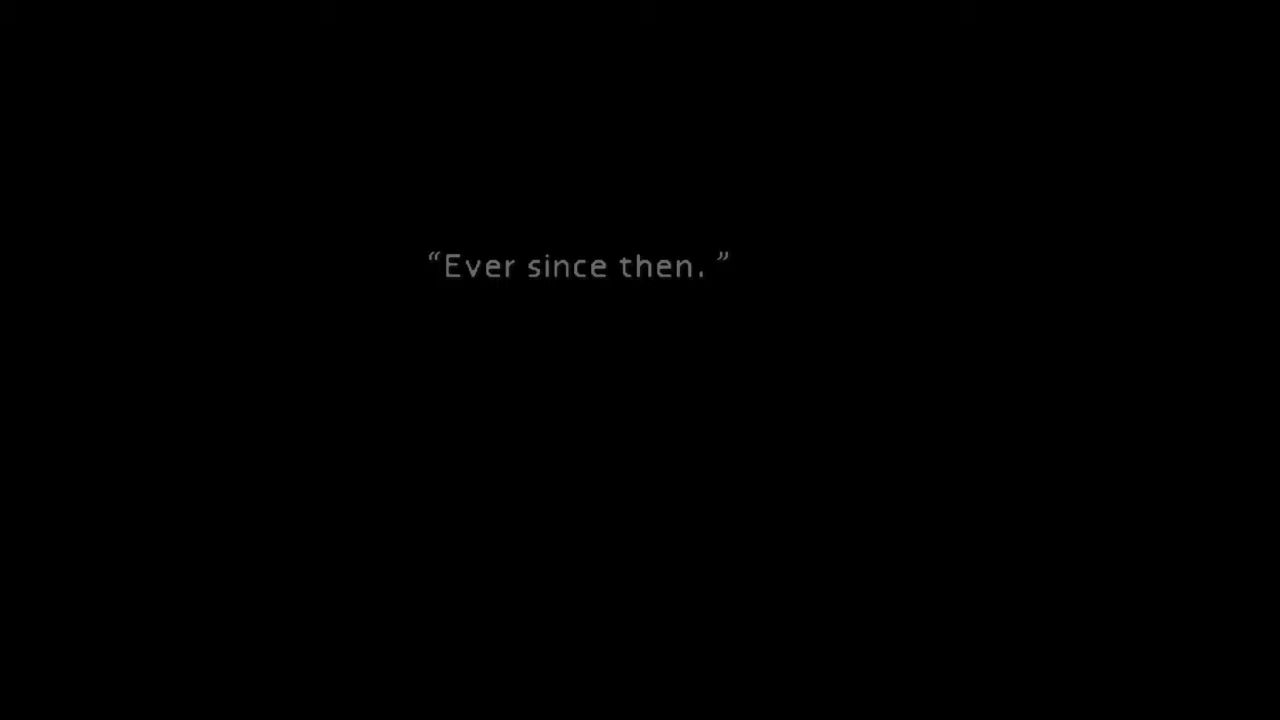 “Ever since then. ”